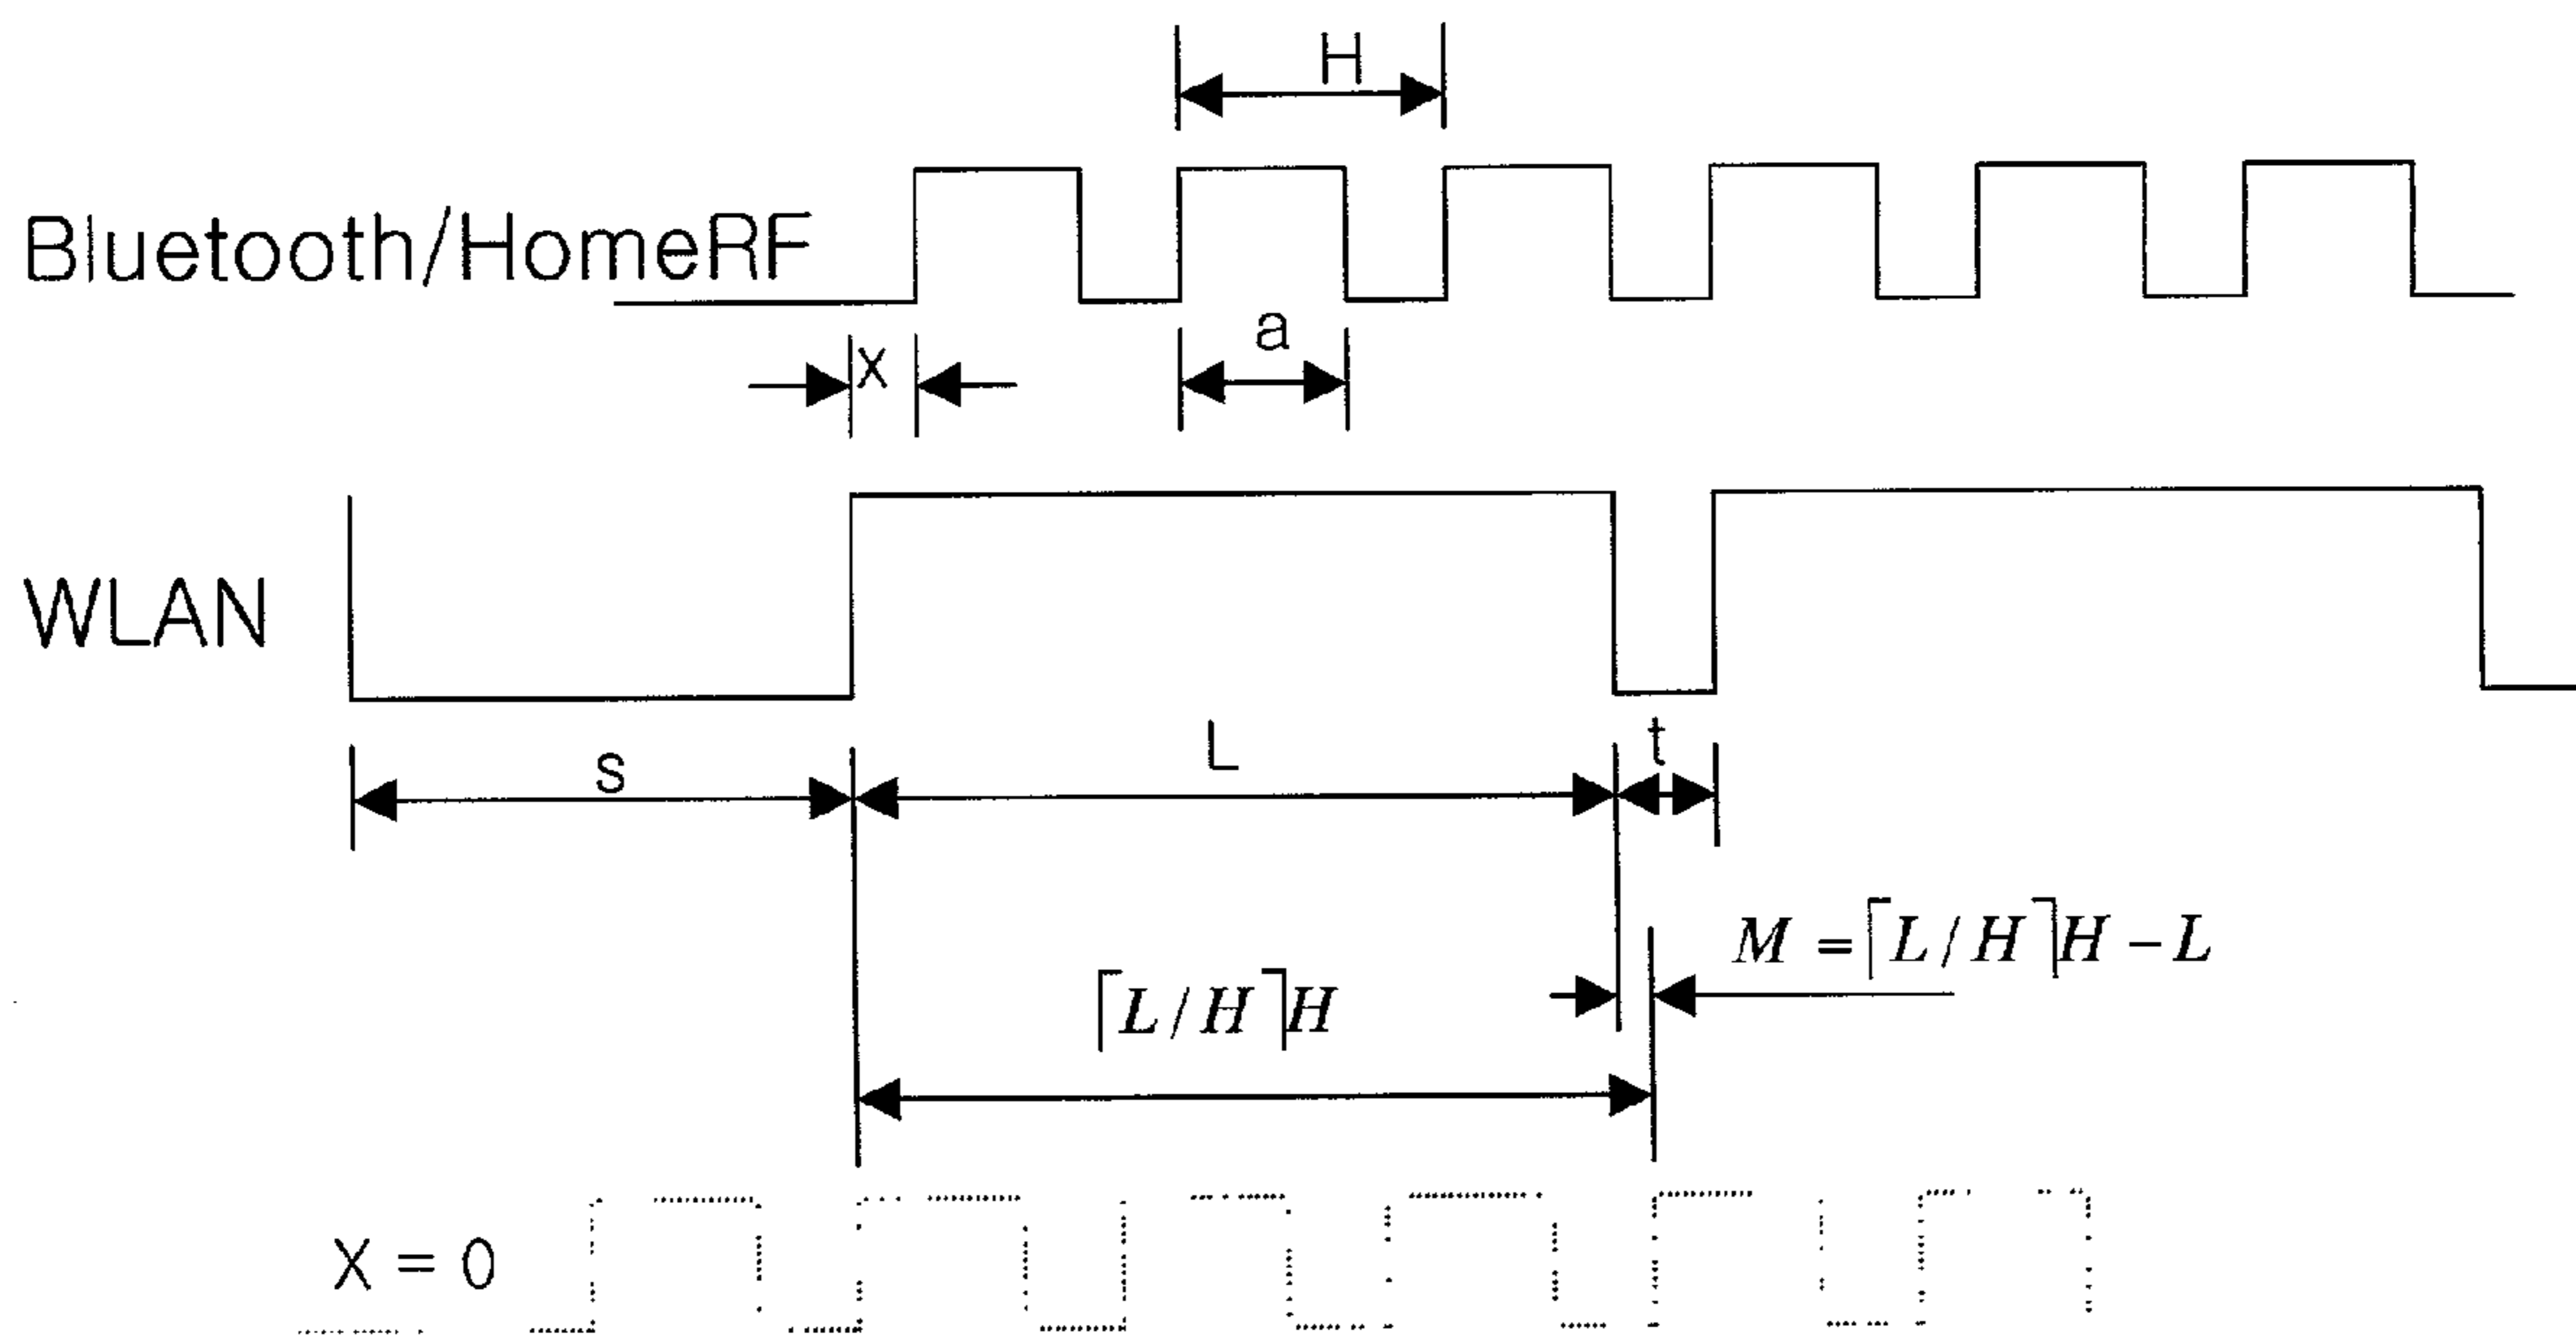 H
Bluetooth/HomeRF
a
x
WLAN
s
L
t
M = ⌈L/H⌉H − L
⌈L/H⌉H
X = 0